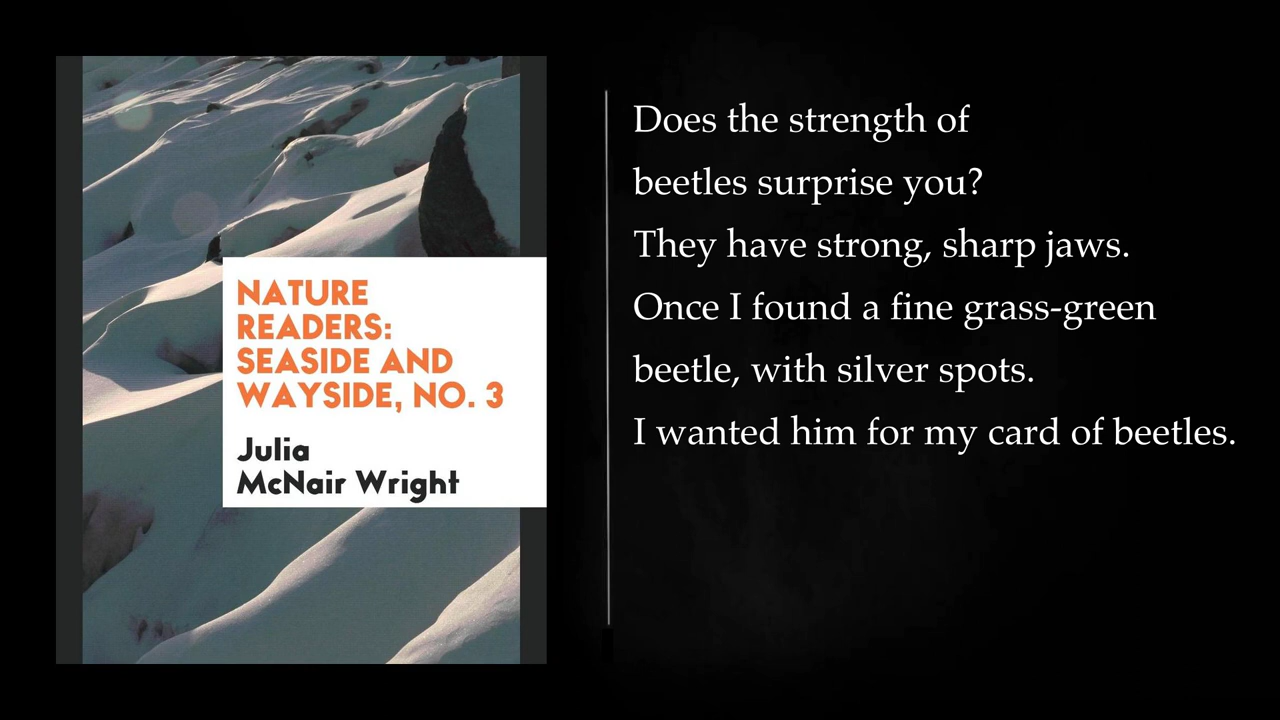 NATURE
READERS:
SEASIDE AND
WAYSIDE, NO. 3
Julia
McNair Wright
Does the strength of
beetles surprise you?
They have strong, sharp jaws.
Once I found a fine grass-green
beetle, with silver spots.
I wanted him for my card of beetles.